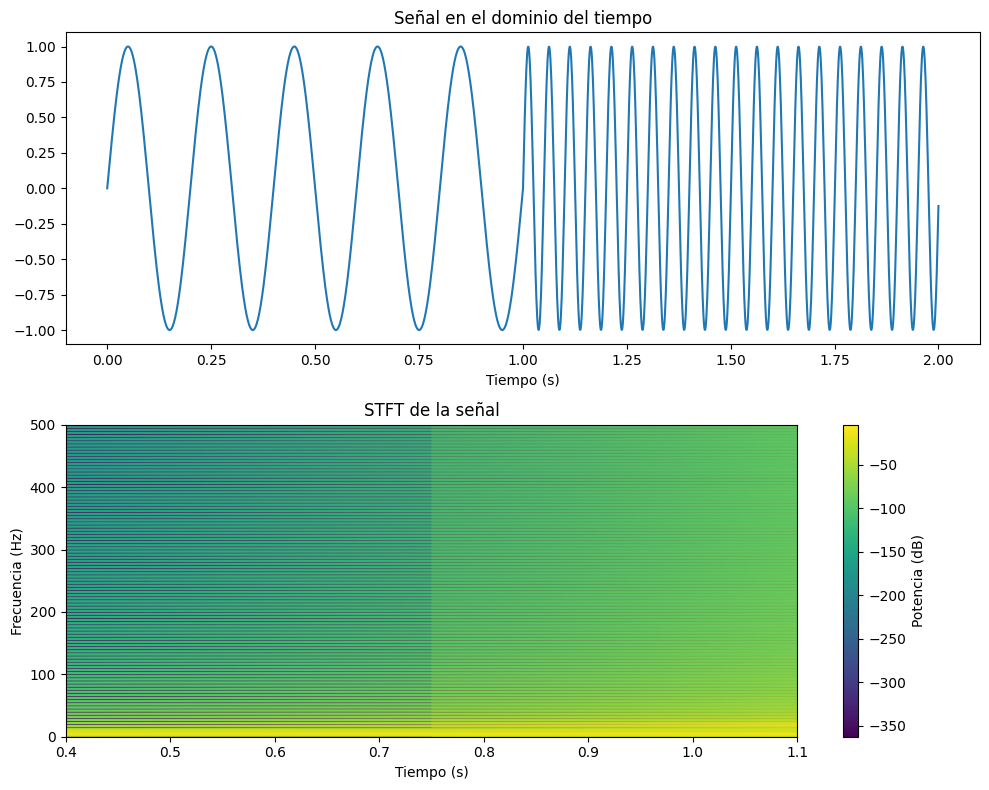 Señal en el dominio del tiempo
1.00
0.75
0.50
0.25
0.00
−0.25
−0.50
−0.75
−1.00
0.00 0.25 0.50 0.75 1.00 1.25 1.50 1.75 2.00
Tiempo (s)
STFT de la señal
500
400
300
200
100
0
Frecuencia (Hz)
0.4 0.5 0.6 0.7 0.8 0.9 1.0 1.1
Tiempo (s)
−50
−100
−150
−200
−250
−300
−350
Potencia (dB)